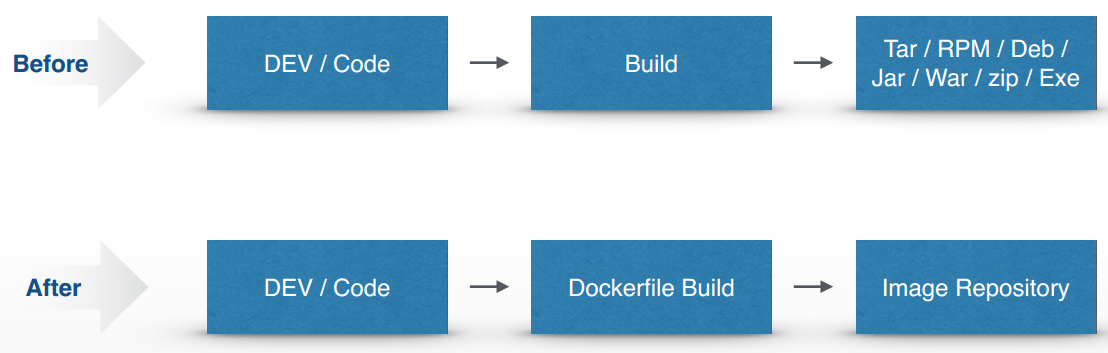 Before
DEV / Code
Build
Tar / RPM / Deb /
Jar / War / zip / Exe
After
DEV / Code
Dockerfile Build
Image Repository